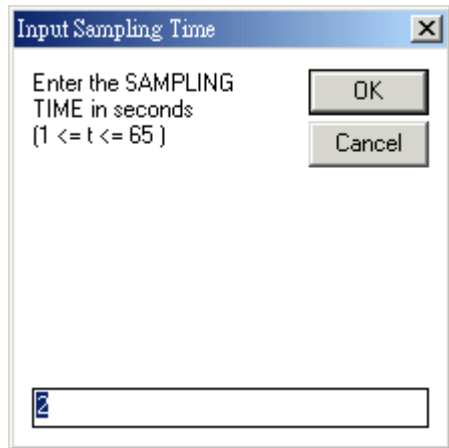 Input Sampling Time
Enter the SAMPLING
TIME in seconds
(1 <= t <= 65 )
OK
Cancel
2